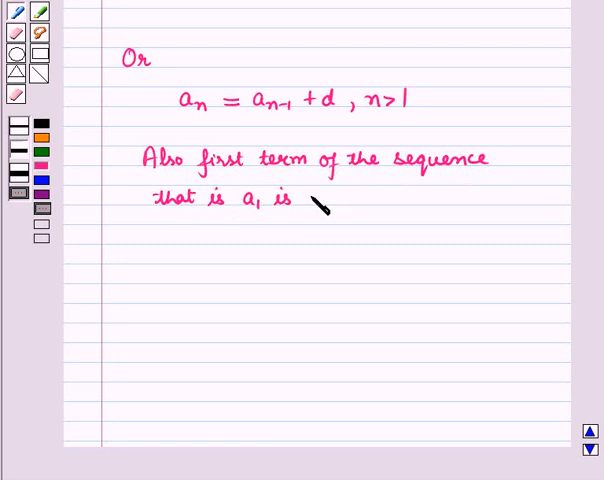 Or
aₙ = aₙ₋₁ + d , n > 1
Also first term of the sequence
that is a₁ is